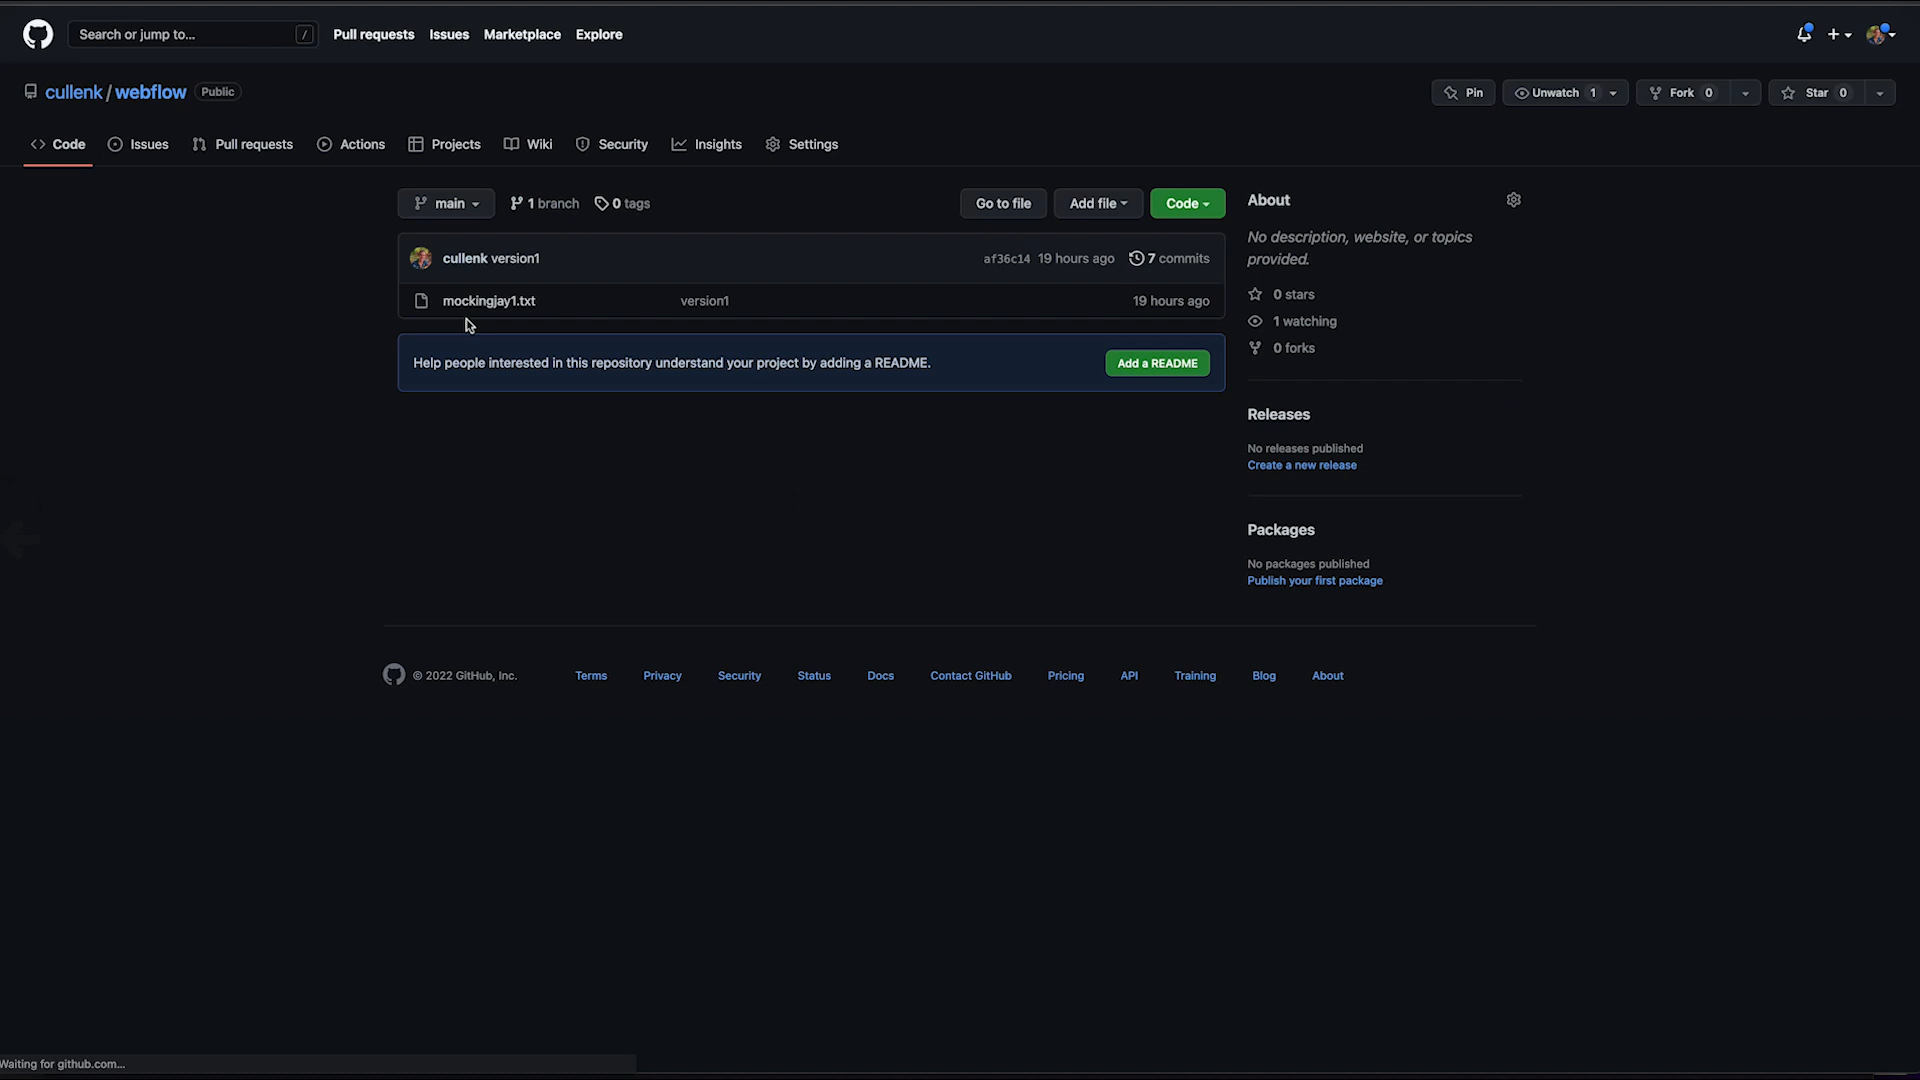 Search or jump to... /
Pull requests Issues Marketplace Explore
cullenk / webflow Public
Pin Unwatch 1 Fork 0 Star 0
Code Issues Pull requests Actions Projects Wiki Security Insights Settings
main 1 branch 0 tags Go to file Add file Code
cullenk version1 af36c14 19 hours ago 7 commits
mockingjay1.txt version1 19 hours ago
Help people interested in this repository understand your project by adding a README. Add a README
About
No description, website, or topics
provided.
0 stars
1 watching
0 forks
Releases
No releases published
Create a new release
Packages
No packages published
Publish your first package
© 2022 GitHub, Inc. Terms Privacy Security Status Docs Contact GitHub Pricing API Training Blog About
Waiting for github.com...